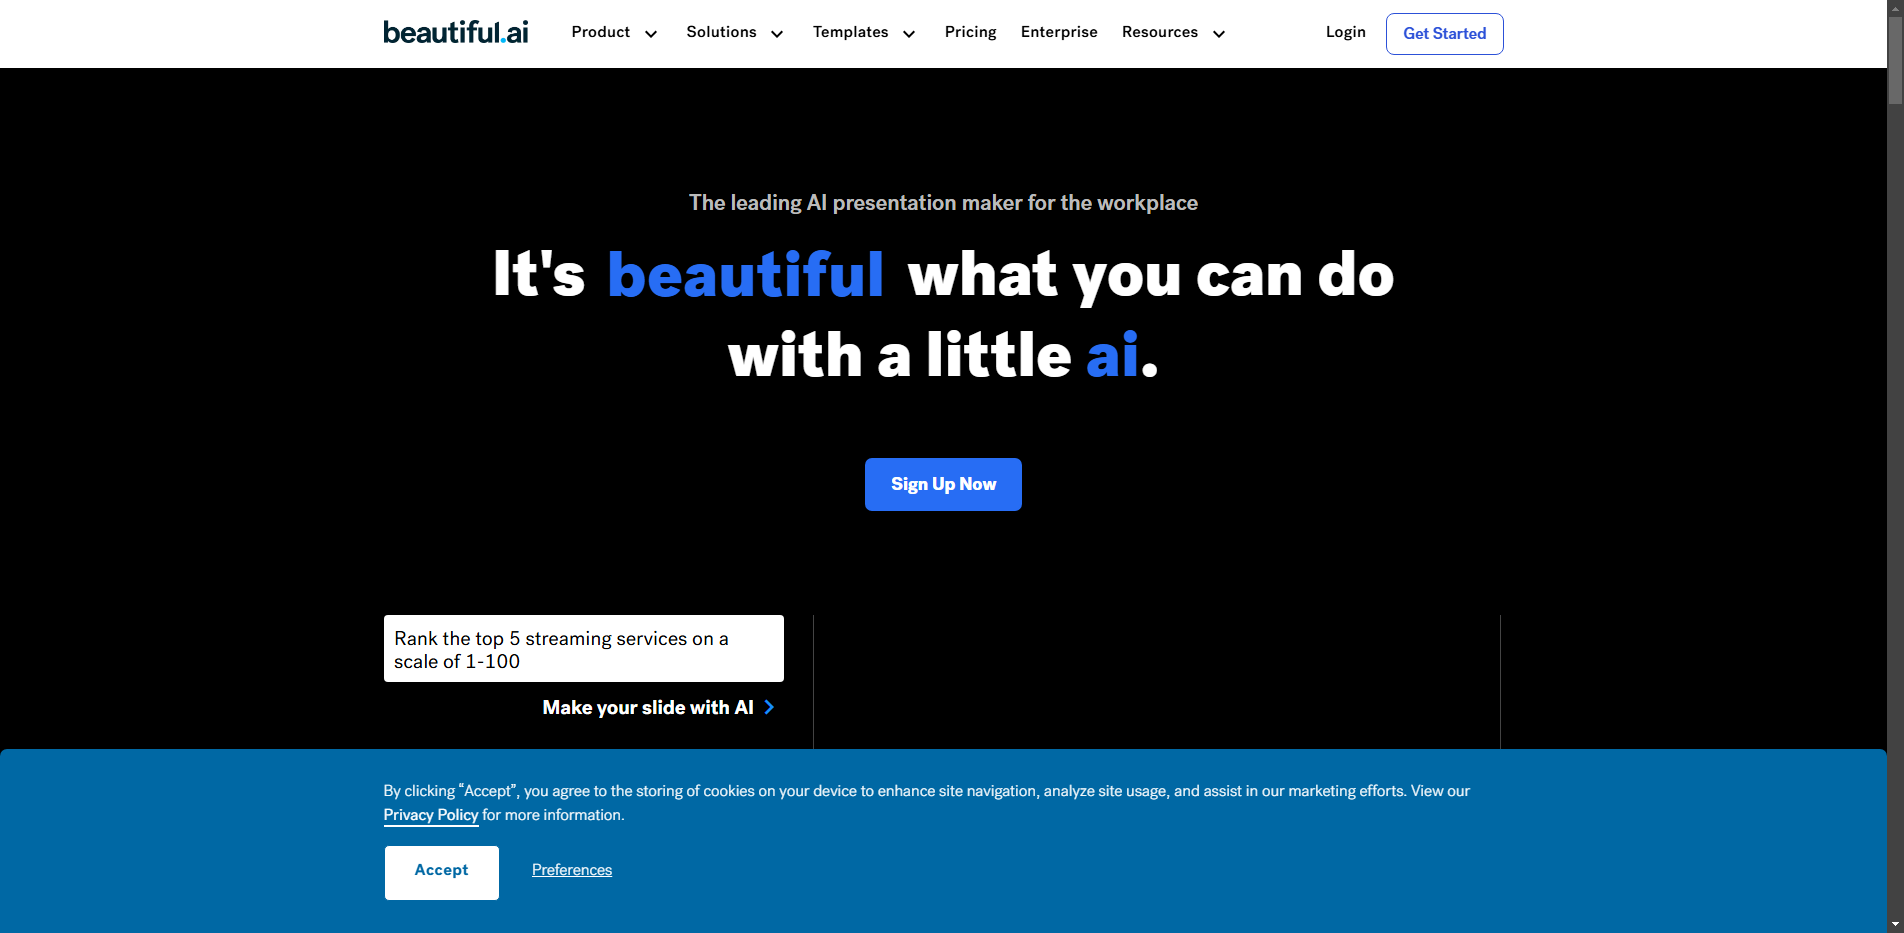 beautiful.ai Product Solutions Templates Pricing Enterprise Resources Login Get Started
The leading AI presentation maker for the workplace
It's beautiful what you can do
with a little ai.
Sign Up Now
Rank the top 5 streaming services on a
scale of 1-100
Make your slide with AI
By clicking “Accept”, you agree to the storing of cookies on your device to enhance site navigation, analyze site usage, and assist in our marketing efforts. View our
Privacy Policy for more information.
Accept Preferences